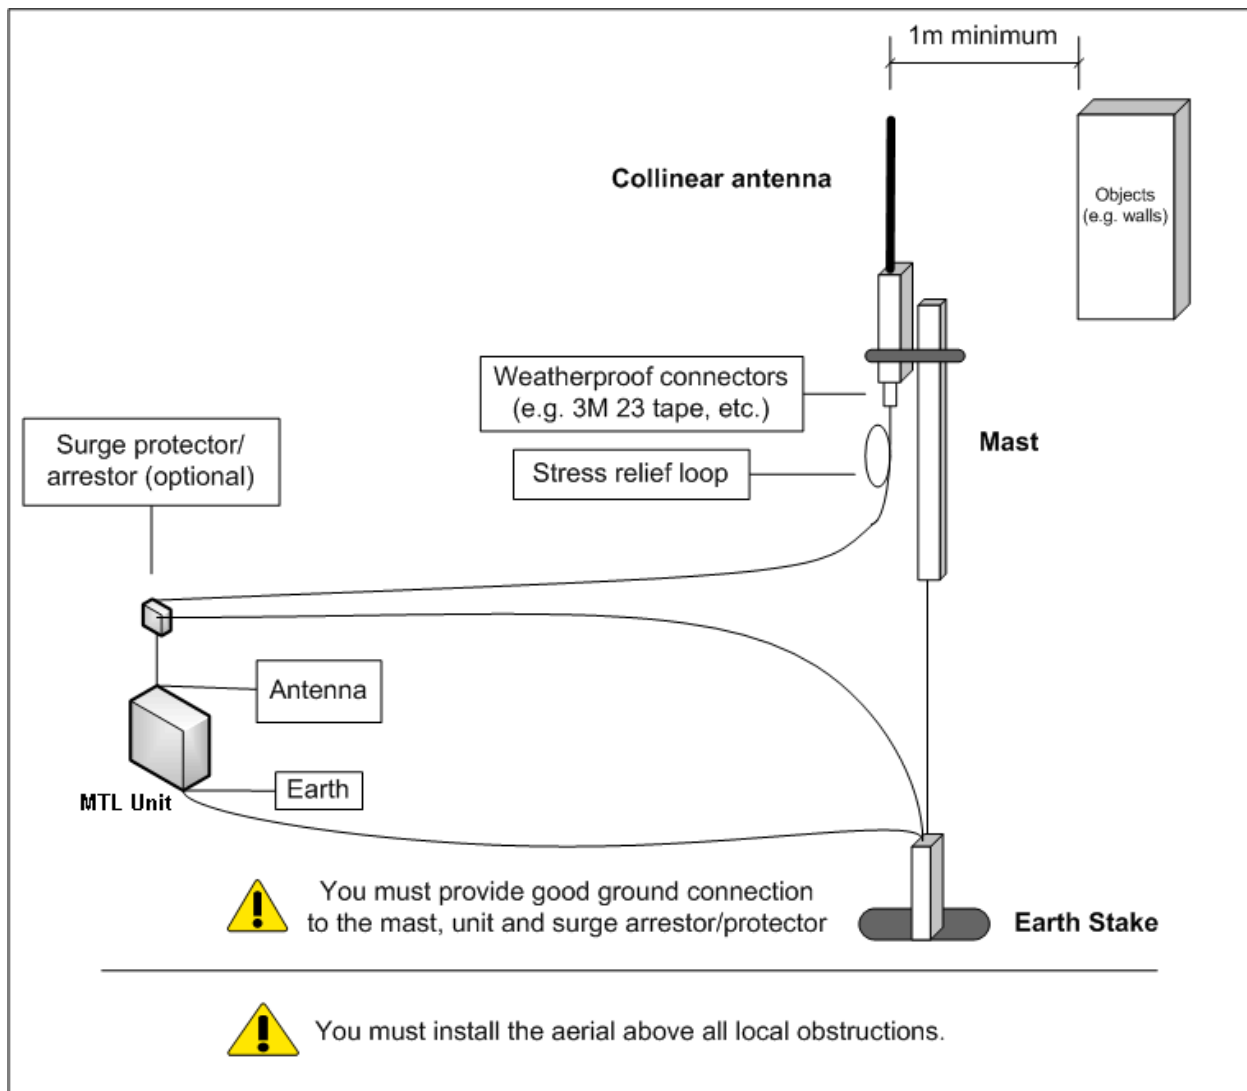 1m minimum
Collinear antenna
Objects
(e.g. walls)
Weatherproof connectors
(e.g. 3M 23 tape, etc.)
Surge protector/
arrestor (optional)
Mast
Stress relief loop
Antenna
Earth
MTL Unit
You must provide good ground connection
to the mast, unit and surge arrestor/protector
Earth Stake
You must install the aerial above all local obstructions.